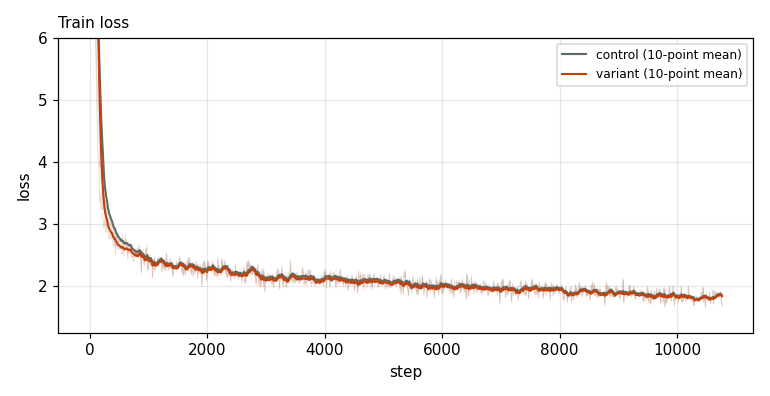 Train loss
6
5
4
3
2
loss
0
2000
4000
6000
8000
10000
step
control (10-point mean)
variant (10-point mean)